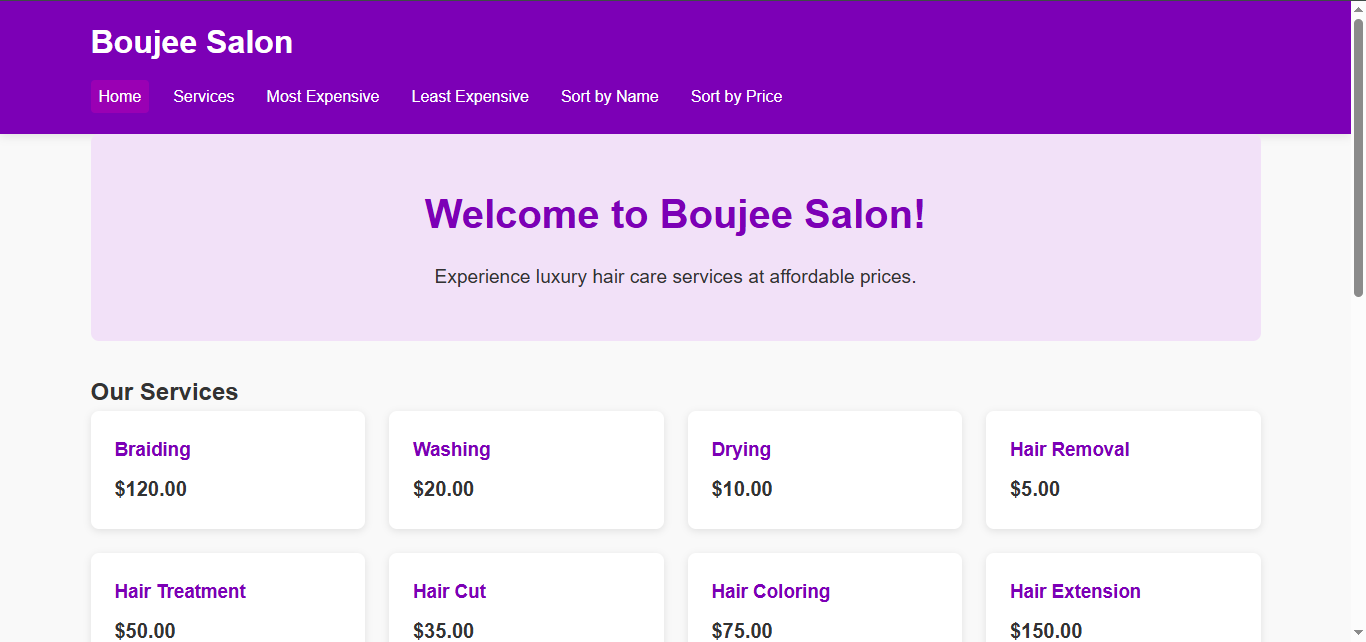 Boujee Salon
Home Services Most Expensive Least Expensive Sort by Name Sort by Price
Welcome to Boujee Salon!
Experience luxury hair care services at affordable prices.
Our Services
Braiding Washing Drying Hair Removal
$120.00 $20.00 $10.00 $5.00
Hair Treatment Hair Cut Hair Coloring Hair Extension
$50.00 $35.00 $75.00 $150.00